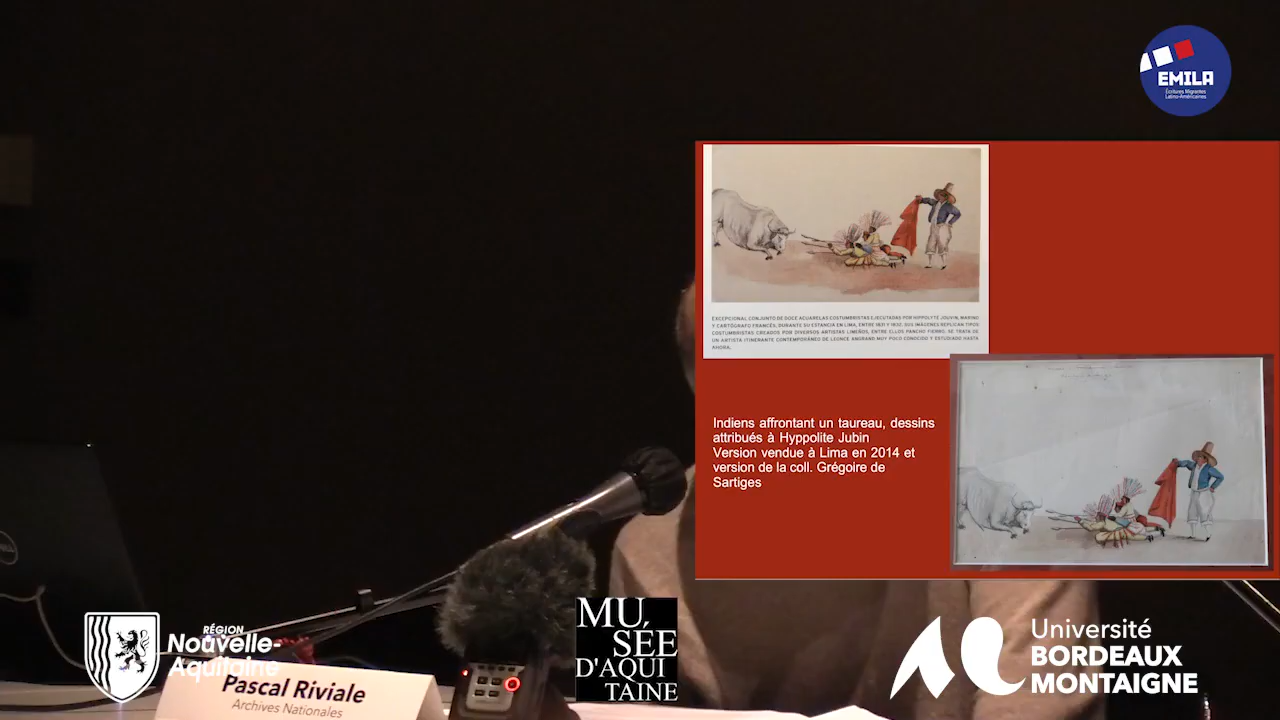 EMILA
Écritures Migrantes
Latino-Américaines
EXCEPCIONAL CONJUNTO DE DOCE ACUARELAS COSTUMBRISTAS EJECUTADAS POR HIPPOLYTE JOUVIN, MARINO
Y CARTÓGRAFO FRANCÉS, DURANTE SU ESTANCIA EN LIMA, ENTRE 1831 Y 1832. SUS IMÁGENES REPLICAN TIPOS
COSTUMBRISTAS CREADOS POR DIVERSOS ARTISTAS LIMEÑOS, ENTRE ELLOS PANCHO FIERRO. SE TRATA DE
UN ARTISTA ITINERANTE CONTEMPORÁNEO DE LEONCE ANGRAND MUY POCO CONOCIDO Y ESTUDIADO HASTA
AHORA.
Indiens affrontant un taureau, dessins
attribués à Hyppolite Jubin
Version vendue à Lima en 2014 et
version de la coll. Grégoire de
Sartiges
RÉGION
Nouvelle-
Aquitaine
Pascal Riviale
Archives Nationales
MU,
SÉE
D'AQUI
TAINE
Université
BORDEAUX
MONTAIGNE